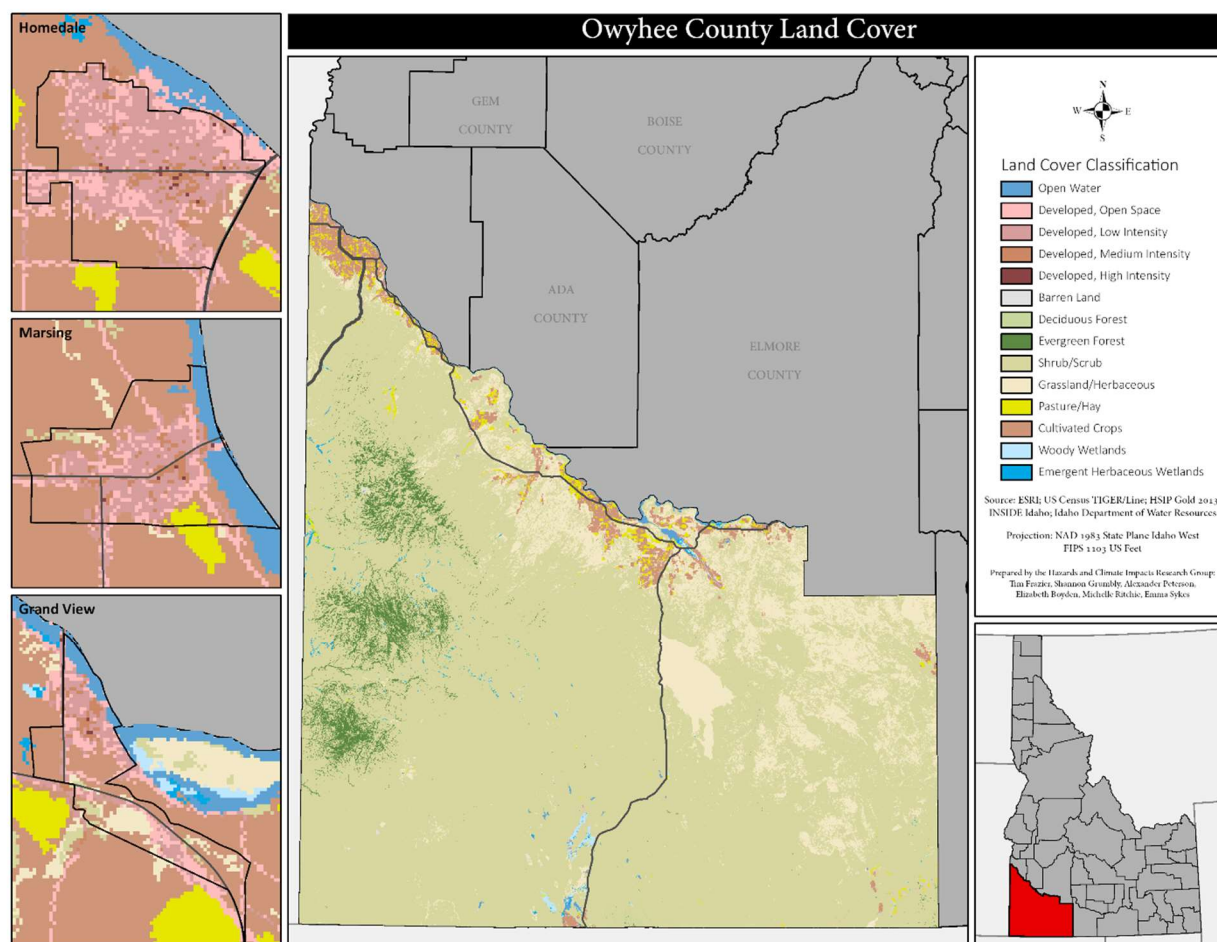 Owyhee County Land Cover
Homedale
Marsing
Grand View
GEM
COUNTY
BOISE
COUNTY
ADA
COUNTY
ELMORE
COUNTY
N
W
E
S
Land Cover Classification
Open Water
Developed, Open Space
Developed, Low Intensity
Developed, Medium Intensity
Developed, High Intensity
Barren Land
Deciduous Forest
Evergreen Forest
Shrub/Scrub
Grassland/Herbaceous
Pasture/Hay
Cultivated Crops
Woody Wetlands
Emergent Herbaceous Wetlands
Source: ESRI; US Census TIGER/Line; HSIP Gold 2013
INSIDE Idaho; Idaho Department of Water Resources
Projection: NAD 1983 State Plane Idaho West
FIPS 1103 US Feet
Prepared by the Hazards and Climate Impacts Research Group:
Tim Frazier, Shannon Grumbly, Alexander Peterson,
Elizabeth Boyden, Michelle Ritchie, Emma Sykes